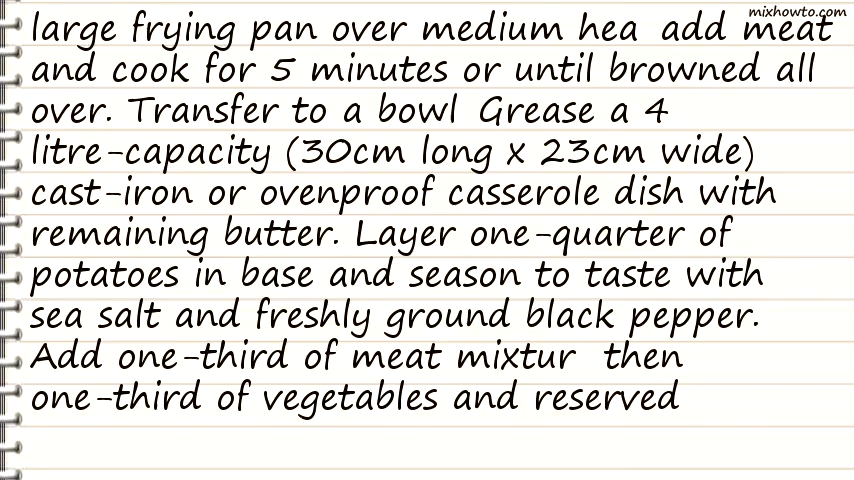 mixhowto.com
large frying pan over medium hea add meat
and cook for 5 minutes or until browned all
over. Transfer to a bowl Grease a 4
litre-capacity (30cm long x 23cm wide)
cast-iron or ovenproof casserole dish with
remaining butter. Layer one-quarter of
potatoes in base and season to taste with
sea salt and freshly ground black pepper.
Add one-third of meat mixtur then
one-third of vegetables and reserved